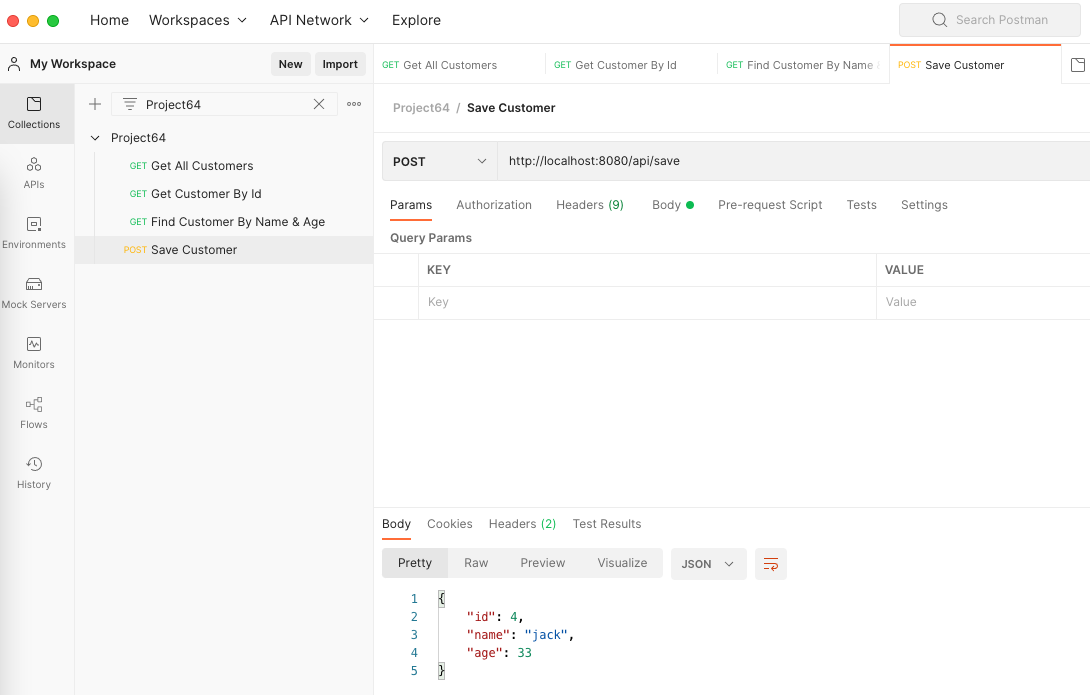 Home Workspaces API Network Explore Search Postman
My Workspace New Import GET Get All Customers GET Get Customer By Id GET Find Customer By Name POST Save Customer
Collections
APIs
Environments
Mock Servers
Monitors
Flows
History
Project64
Project64
GET Get All Customers
GET Get Customer By Id
GET Find Customer By Name & Age
POST Save Customer
Project64 / Save Customer
POST http://localhost:8080/api/save
Params Authorization Headers (9) Body Pre-request Script Tests Settings
Query Params
KEY VALUE
Key Value
Body Cookies Headers (2) Test Results
Pretty Raw Preview Visualize JSON
1 {
2 "id": 4,
3 "name": "jack",
4 "age": 33
5 }